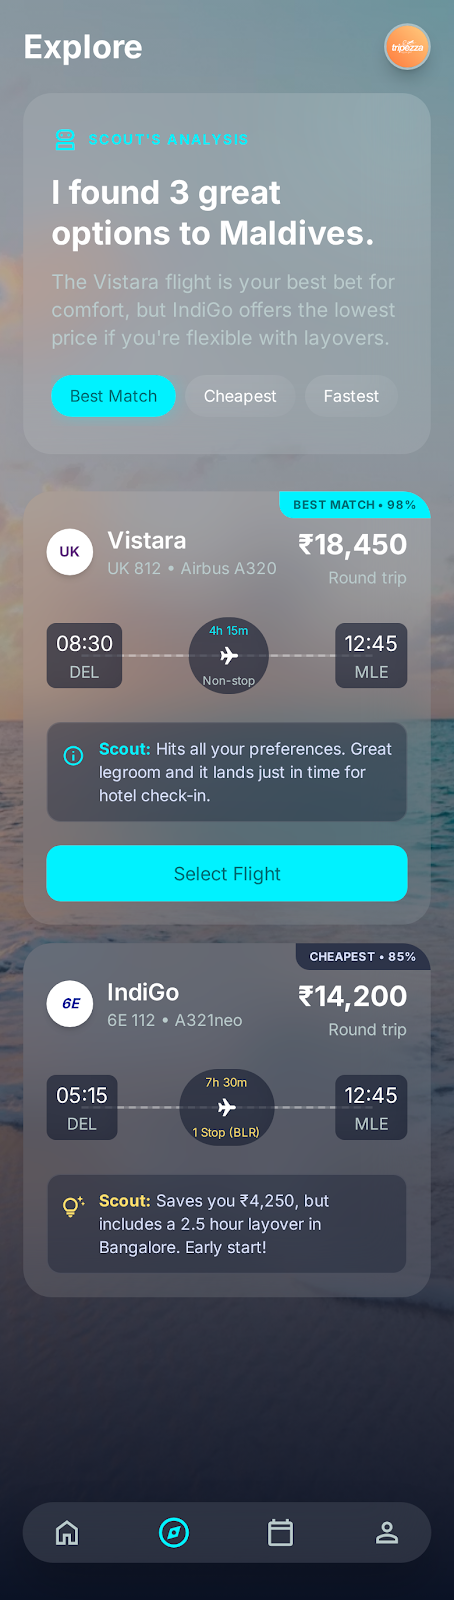 Explore
tripezza
SCOUT'S ANALYSIS
I found 3 great
options to Maldives.
The Vistara flight is your best bet for
comfort, but IndiGo offers the lowest
price if you're flexible with layovers.
Best Match
Cheapest
Fastest
BEST MATCH • 98%
UK
Vistara
UK 812 • Airbus A320
₹18,450
Round trip
08:30
DEL
4h 15m
Non-stop
12:45
MLE
Scout: Hits all your preferences. Great
legroom and it lands just in time for
hotel check-in.
Select Flight
CHEAPEST • 85%
6E
IndiGo
6E 112 • A321neo
₹14,200
Round trip
05:15
DEL
7h 30m
1 Stop (BLR)
12:45
MLE
Scout: Saves you ₹4,250, but
includes a 2.5 hour layover in
Bangalore. Early start!